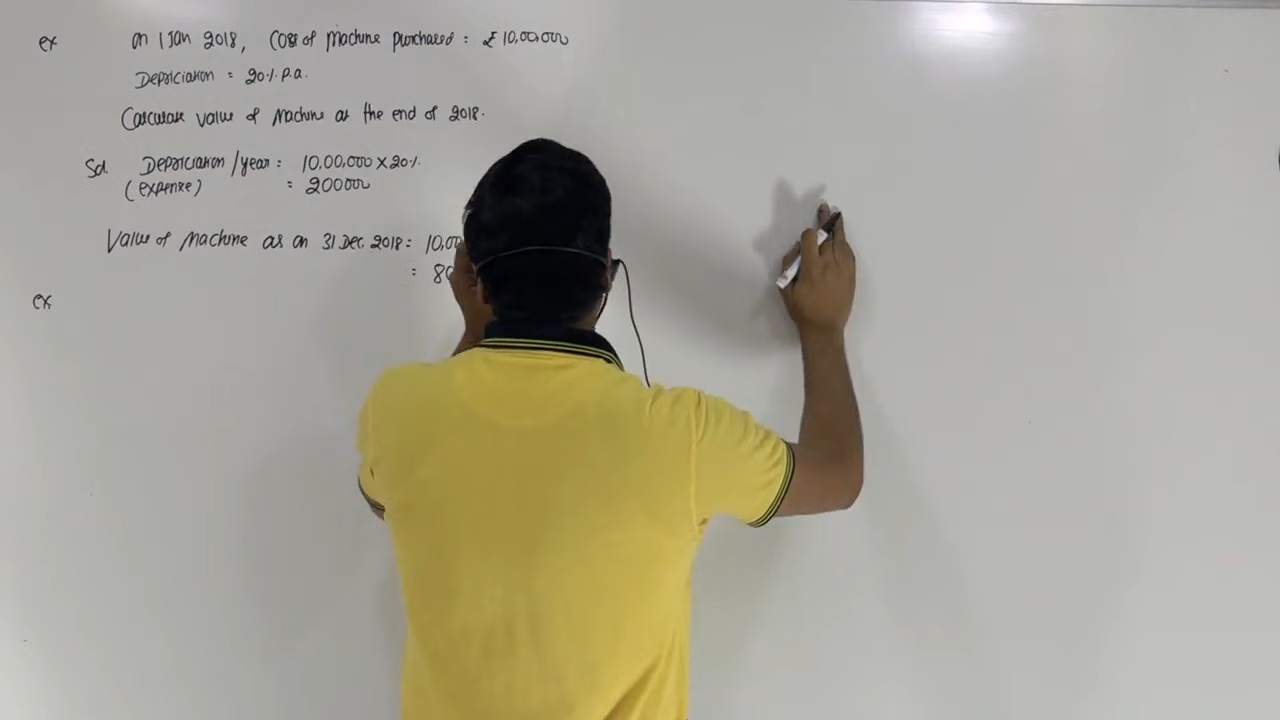 ex on 1 Jan 2018, Cost of Machine purchased = ₹ 10,00,000
Depreciation = 20% p.a.
Calculate value of Machine at the end of 2018.
Sol. Depreciation / year = 10,00,000 × 20%
(expense) = 200000
Value of Machine as on 31 Dec. 2018 = 10,00
= 80
ex